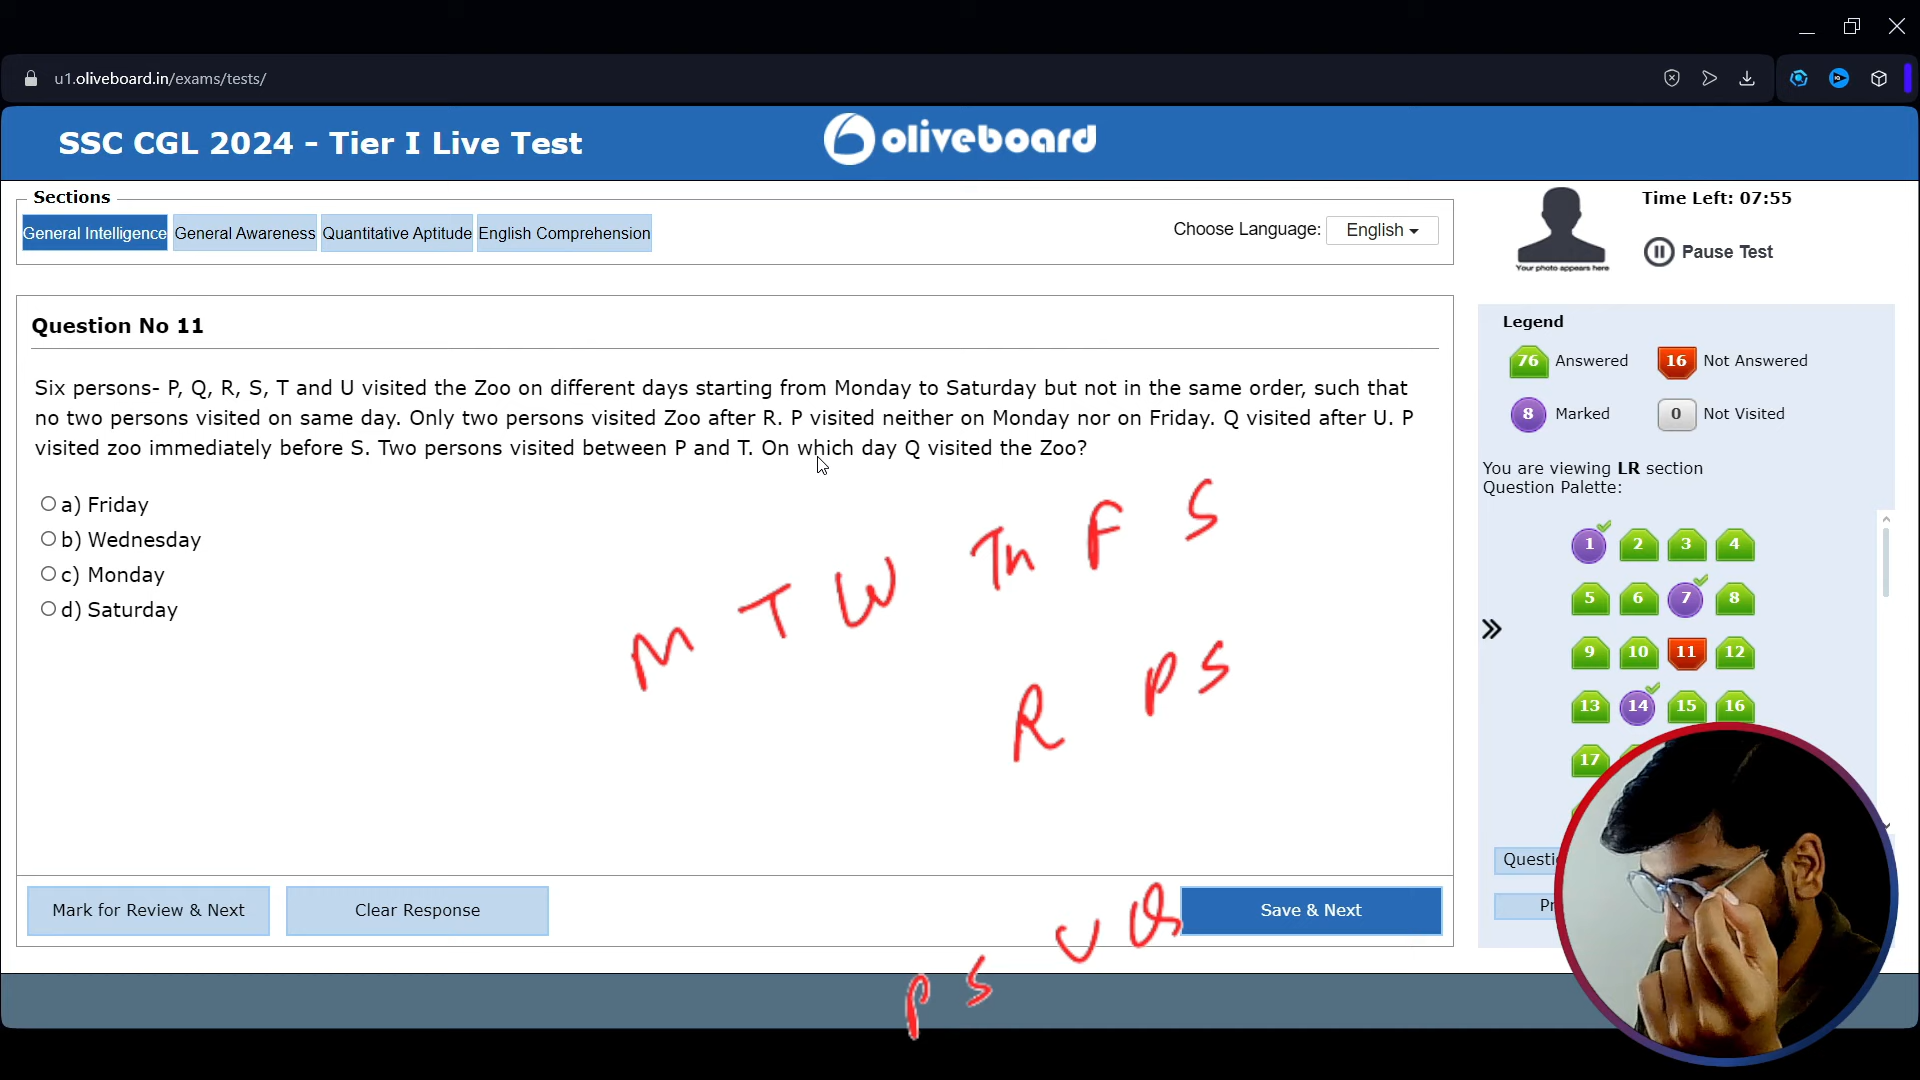 u1.oliveboard.in/exams/tests/
SSC CGL 2024 - Tier I Live Test
oliveboard
Sections
General Intelligence
General Awareness
Quantitative Aptitude
English Comprehension
Choose Language:
English
Your photo appears here
Time Left: 07:55
Pause Test
Question No 11
Six persons- P, Q, R, S, T and U visited the Zoo on different days starting from Monday to Saturday but not in the same order, such that
no two persons visited on same day. Only two persons visited Zoo after R. P visited neither on Monday nor on Friday. Q visited after U. P
visited zoo immediately before S. Two persons visited between P and T. On which day Q visited the Zoo?
a) Friday
b) Wednesday
c) Monday
d) Saturday
M T W Th F S
R P S
P S U Q
Mark for Review & Next
Clear Response
Save & Next
Legend
76 Answered
16 Not Answered
8 Marked
0 Not Visited
You are viewing LR section
Question Palette:
1 2 3 4
5 6 7 8
9 10 11 12
13 14 15 16
17